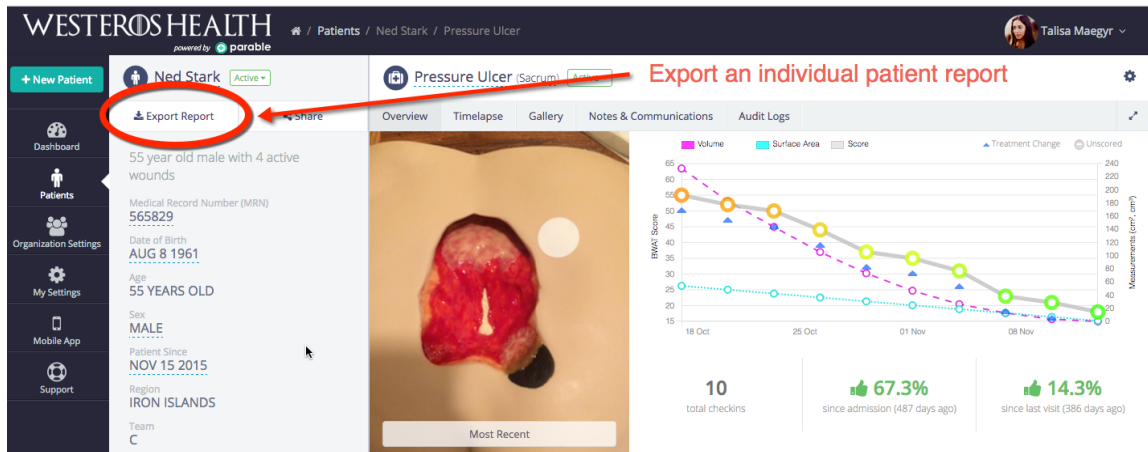 WESTEROS HEALTH
powered by parable
/ Patients / Ned Stark / Pressure Ulcer
Talisa Maegyr
+ New Patient
Ned Stark Active
Pressure Ulcer (Sacrum) Active
Export an individual patient report
Export Report
Share
Overview Timelapse Gallery Notes & Communications Audit Logs
Dashboard
Patients
Organization Settings
My Settings
Mobile App
Support
55 year old male with 4 active
wounds
Medical Record Number (MRN)
565829
Date of Birth
AUG 8 1961
Age
55 YEARS OLD
Sex
MALE
Patient Since
NOV 15 2015
Region
IRON ISLANDS
Team
C
Most Recent
Volume Surface Area Score Treatment Change Unscored
BWAT Score
65
60
55
50
45
40
35
30
25
20
15
240
220
200
180
160
140
120
100
80
60
40
20
0
Measurements (cm², cm³)
18 Oct 25 Oct 01 Nov 08 Nov
10
total checkins
67.3%
since admission (487 days ago)
14.3%
since last visit (386 days ago)